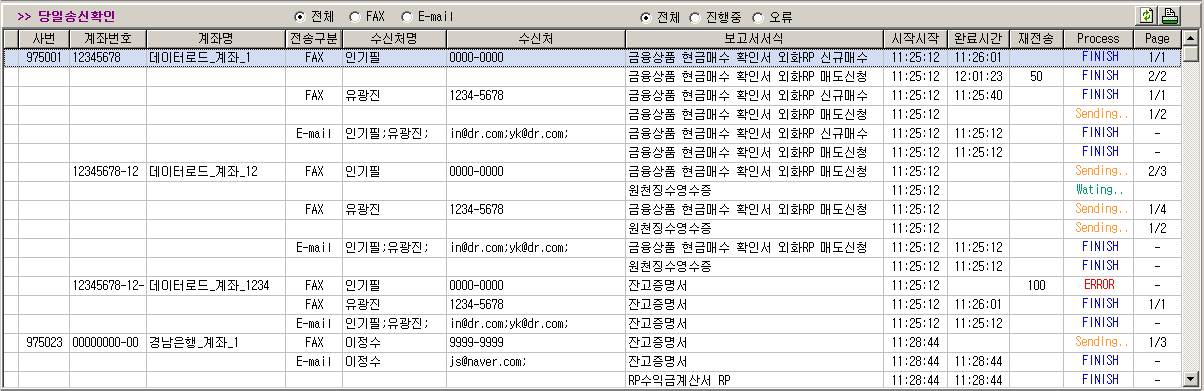 >> 당일송신확인 전체 FAX E-mail 전체 진행중 오류
사번 계좌번호 계좌명 전송구분 수신처명 수신처 보고서서식 시작시작 완료시간 재전송 Process Page
975001 12345678 데이터로드_계좌_1 FAX 인기필 0000-0000 금융상품 현금매수 확인서 외화RP 신규매수 11:25:12 11:26:01 FINISH 1/1
금융상품 현금매수 확인서 외화RP 매도신청 11:25:12 12:01:23 50 FINISH 2/2
FAX 유광진 1234-5678 금융상품 현금매수 확인서 외화RP 신규매수 11:25:12 11:25:40 FINISH 1/1
금융상품 현금매수 확인서 외화RP 매도신청 11:25:12 Sending.. 1/2
E-mail 인기필;유광진; in@dr.com;yk@dr.com; 금융상품 현금매수 확인서 외화RP 신규매수 11:25:12 11:25:12 FINISH -
금융상품 현금매수 확인서 외화RP 매도신청 11:25:12 11:25:12 FINISH -
12345678-12 데이터로드_계좌_12 FAX 인기필 0000-0000 금융상품 현금매수 확인서 외화RP 매도신청 11:25:12 Sending.. 2/3
원천징수영수증 11:25:12 Wating..
FAX 유광진 1234-5678 금융상품 현금매수 확인서 외화RP 매도신청 11:25:12 Sending.. 1/4
원천징수영수증 11:25:12 Sending.. 1/2
E-mail 인기필;유광진; in@dr.com;yk@dr.com; 금융상품 현금매수 확인서 외화RP 매도신청 11:25:12 11:25:12 FINISH -
원천징수영수증 11:25:12 11:25:12 FINISH -
12345678-12- 데이터로드_계좌_1234 FAX 인기필 0000-0000 잔고증명서 11:25:12 100 ERROR -
FAX 유광진 1234-5678 잔고증명서 11:25:12 11:26:01 FINISH 1/1
E-mail 인기필;유광진; in@dr.com;yk@dr.com; 잔고증명서 11:25:12 11:25:12 FINISH -
975023 00000000-00 경남은행_계좌_1 FAX 이정수 9999-9999 잔고증명서 11:28:44 Sending.. 1/3
E-mail 이정수 js@naver.com; 잔고증명서 11:28:44 11:28:44 FINISH -
RP수익금계산서 RP 11:28:44 11:28:44 FINISH -